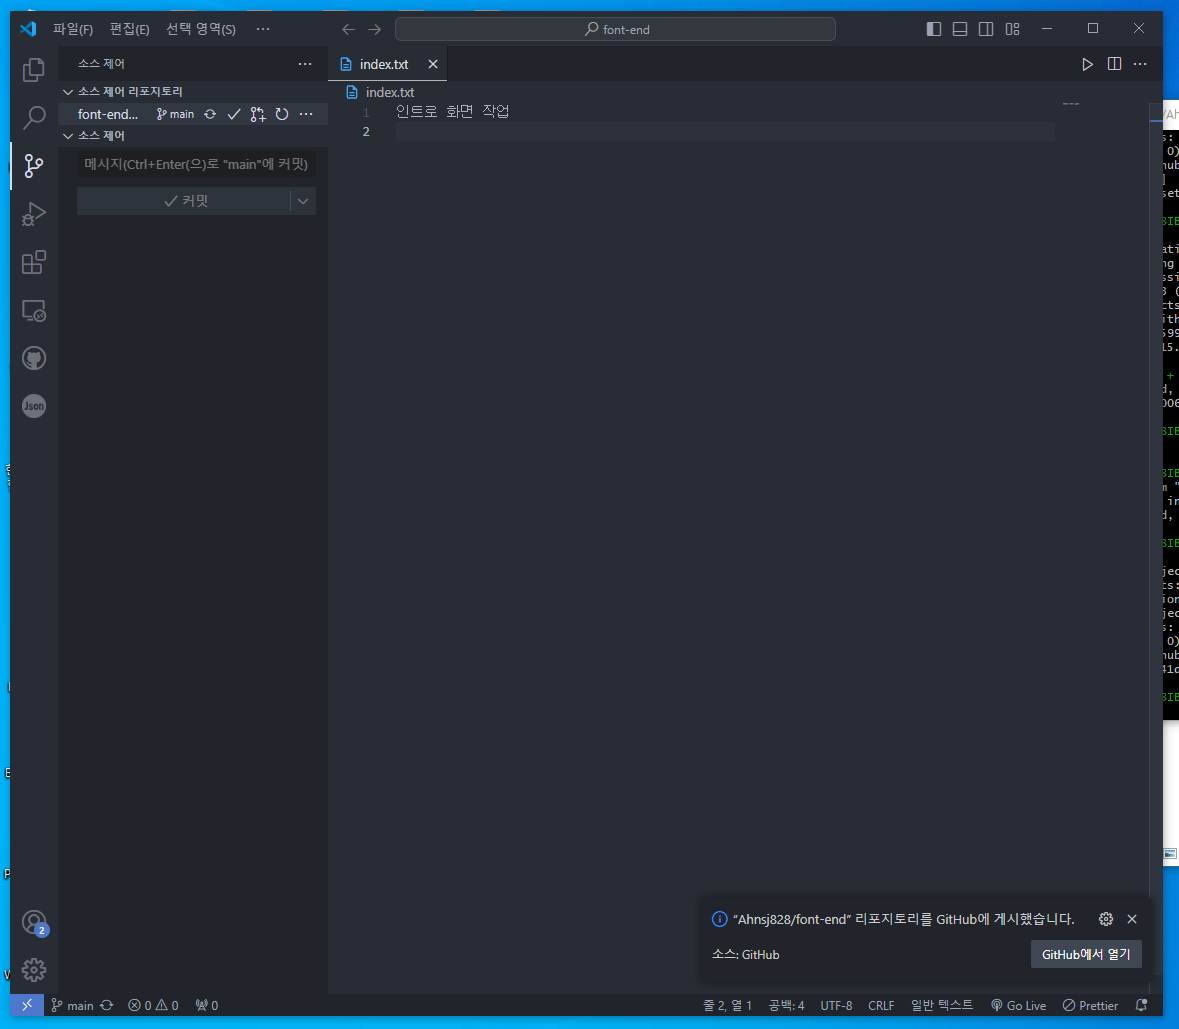 파일(F) 편집(E) 선택 영역(S) ···
font-end
소스 제어
index.txt
소스 제어 리포지토리
index.txt
font-end... main
1 인트로 화면 작업
소스 제어
2
메시지(Ctrl+Enter(으)로 "main"에 커밋)
커밋
Json
"Ahnsj828/font-end" 리포지토리를 GitHub에 게시했습니다.
소스: GitHub
GitHub에서 열기
2
main 0 0 0
줄 2, 열 1 공백: 4 UTF-8 CRLF 일반 텍스트 Go Live Prettier